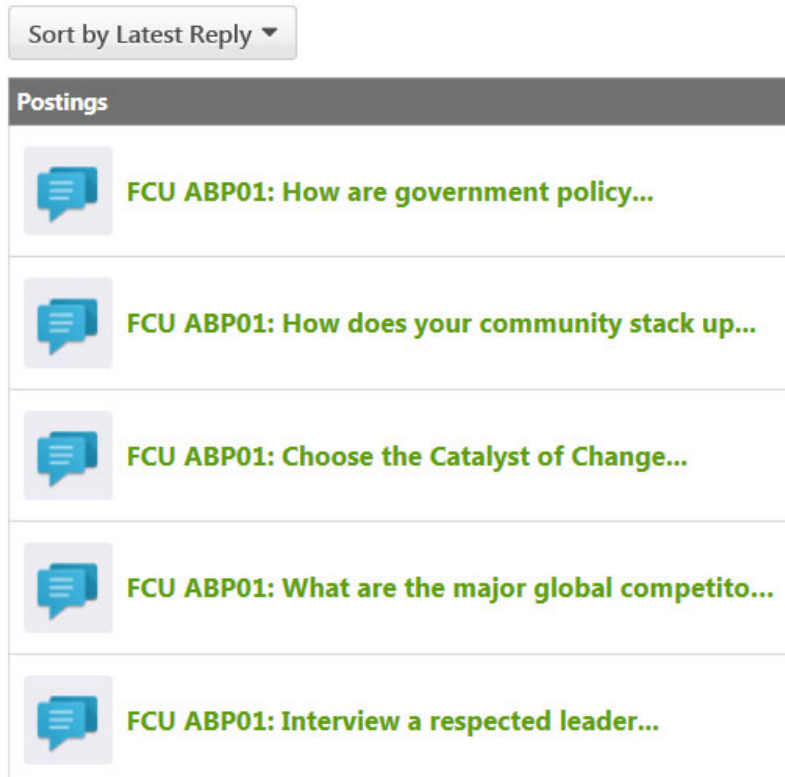 Sort by Latest Reply
Postings
FCU ABP01: How are government policy...
FCU ABP01: How does your community stack up...
FCU ABP01: Choose the Catalyst of Change...
FCU ABP01: What are the major global competito...
FCU ABP01: Interview a respected leader...